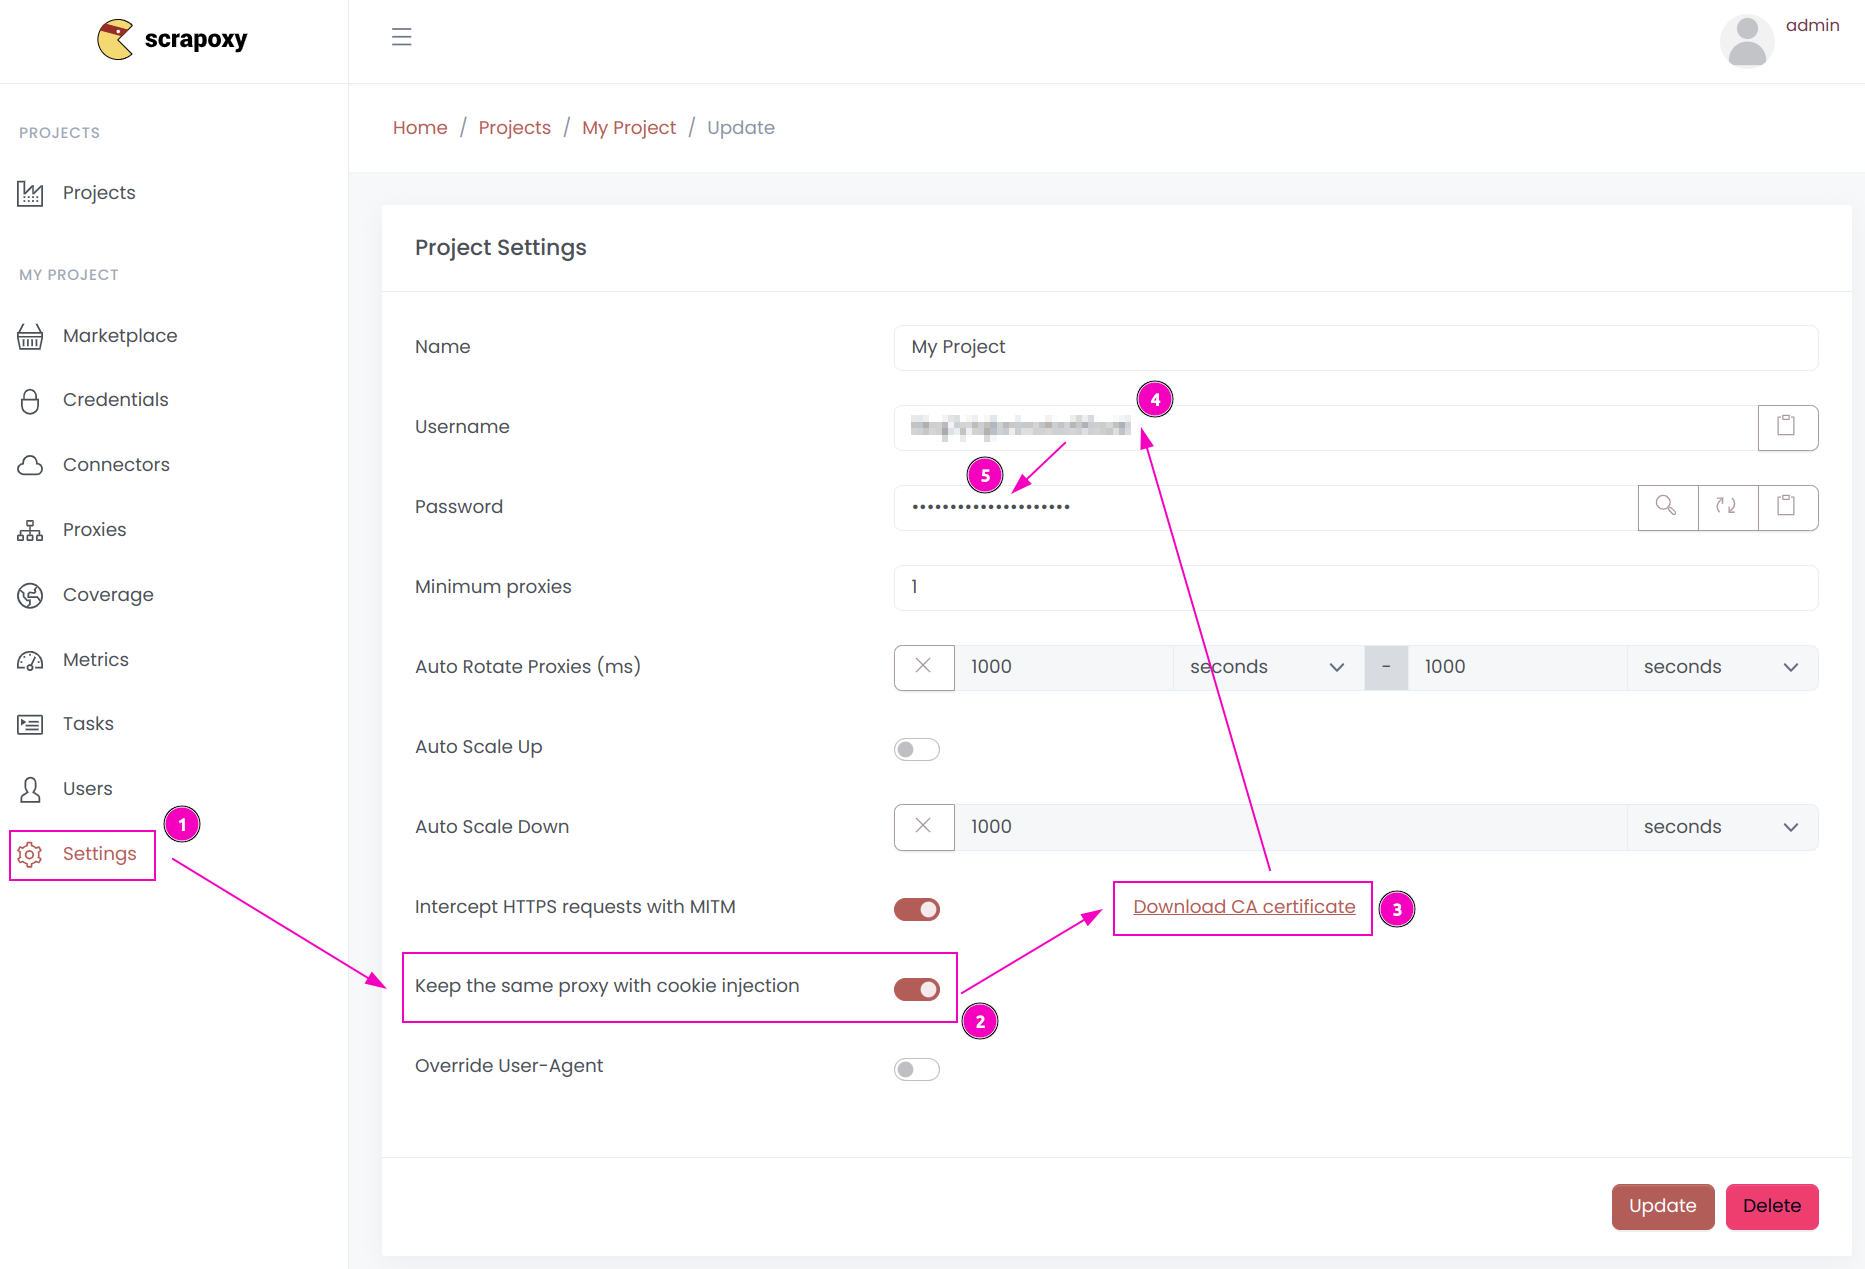 scrapoxy
admin
PROJECTS
Projects
MY PROJECT
Marketplace
Credentials
Connectors
Proxies
Coverage
Metrics
Tasks
Users
Settings
1
Home / Projects / My Project / Update
Project Settings
Name
My Project
Username
4
5
Password
••••••••••••••••••••
Minimum proxies
1
Auto Rotate Proxies (ms)
1000 seconds - 1000 seconds
Auto Scale Up
Auto Scale Down
1000 seconds
Intercept HTTPS requests with MITM
Download CA certificate
3
Keep the same proxy with cookie injection
2
Override User-Agent
Update
Delete